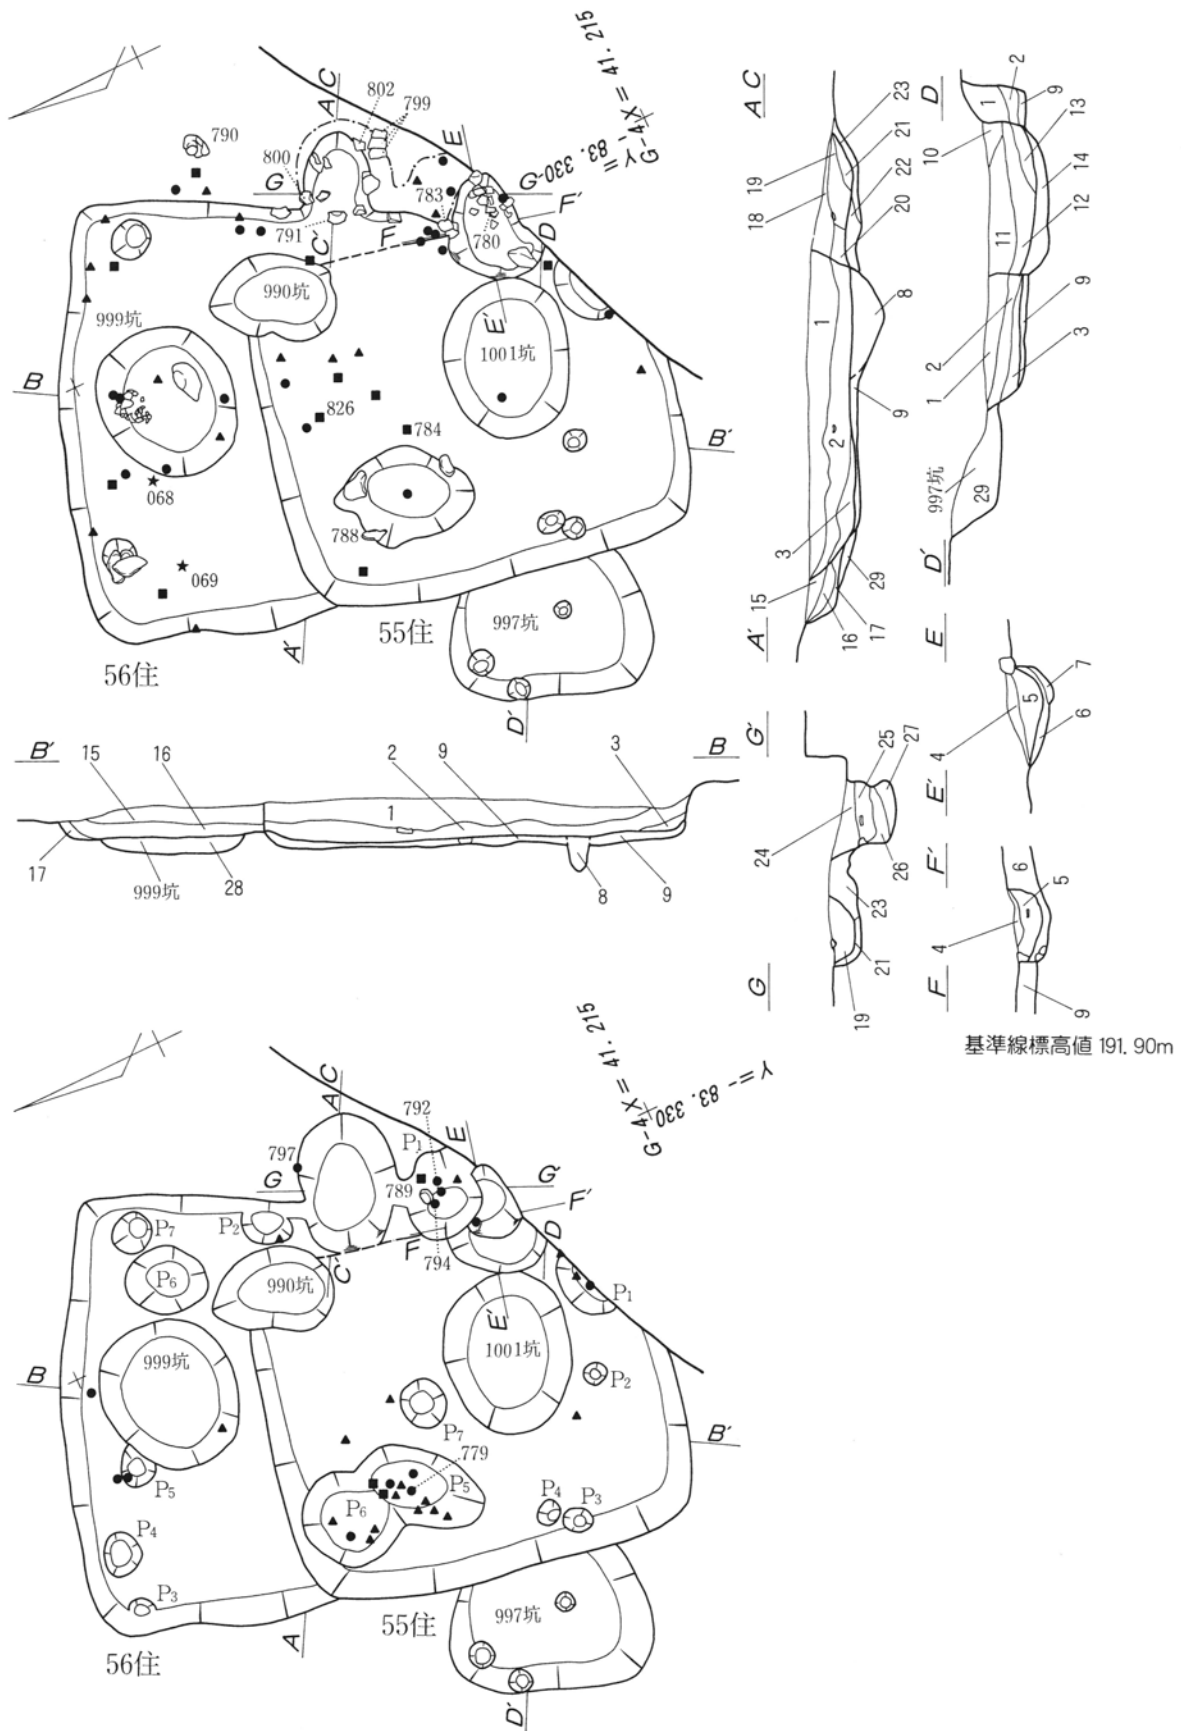 G-4
X = 41. 215
Y = - 83. 330
A
C
802
799
790
800
G
783
E
G'
F'
791
C'
F
780
D
990坑
E'
999坑
1001坑
B
826
784
B'
068
788
069
A'
55住
997坑
56住
D'
A
C
23
21
22
20
19
18
1
8
9
2
3
29
15
16
17
A'
D
2
1
9
13
10
14
12
11
9
3
2
1
997坑
29
D'
E
7
5
6
4
E'
B'
15
16
2
9
3
B
1
17
999坑
28
8
9
G'
25
27
24
26
23
21
19
G
F'
6
5
4
9
F
基準線標高値 191. 90m
G-4
X = 41. 215
Y = - 83. 330
A
C
792
P1
E
797
G
789
G'
F'
P7
P2
F
D
C'
794
P6
990坑
E'
P1
999坑
1001坑
B
P2
P7
B'
779
P5
P5
P6
P4
P3
P4
P3
A
55住
997坑
56住
D'